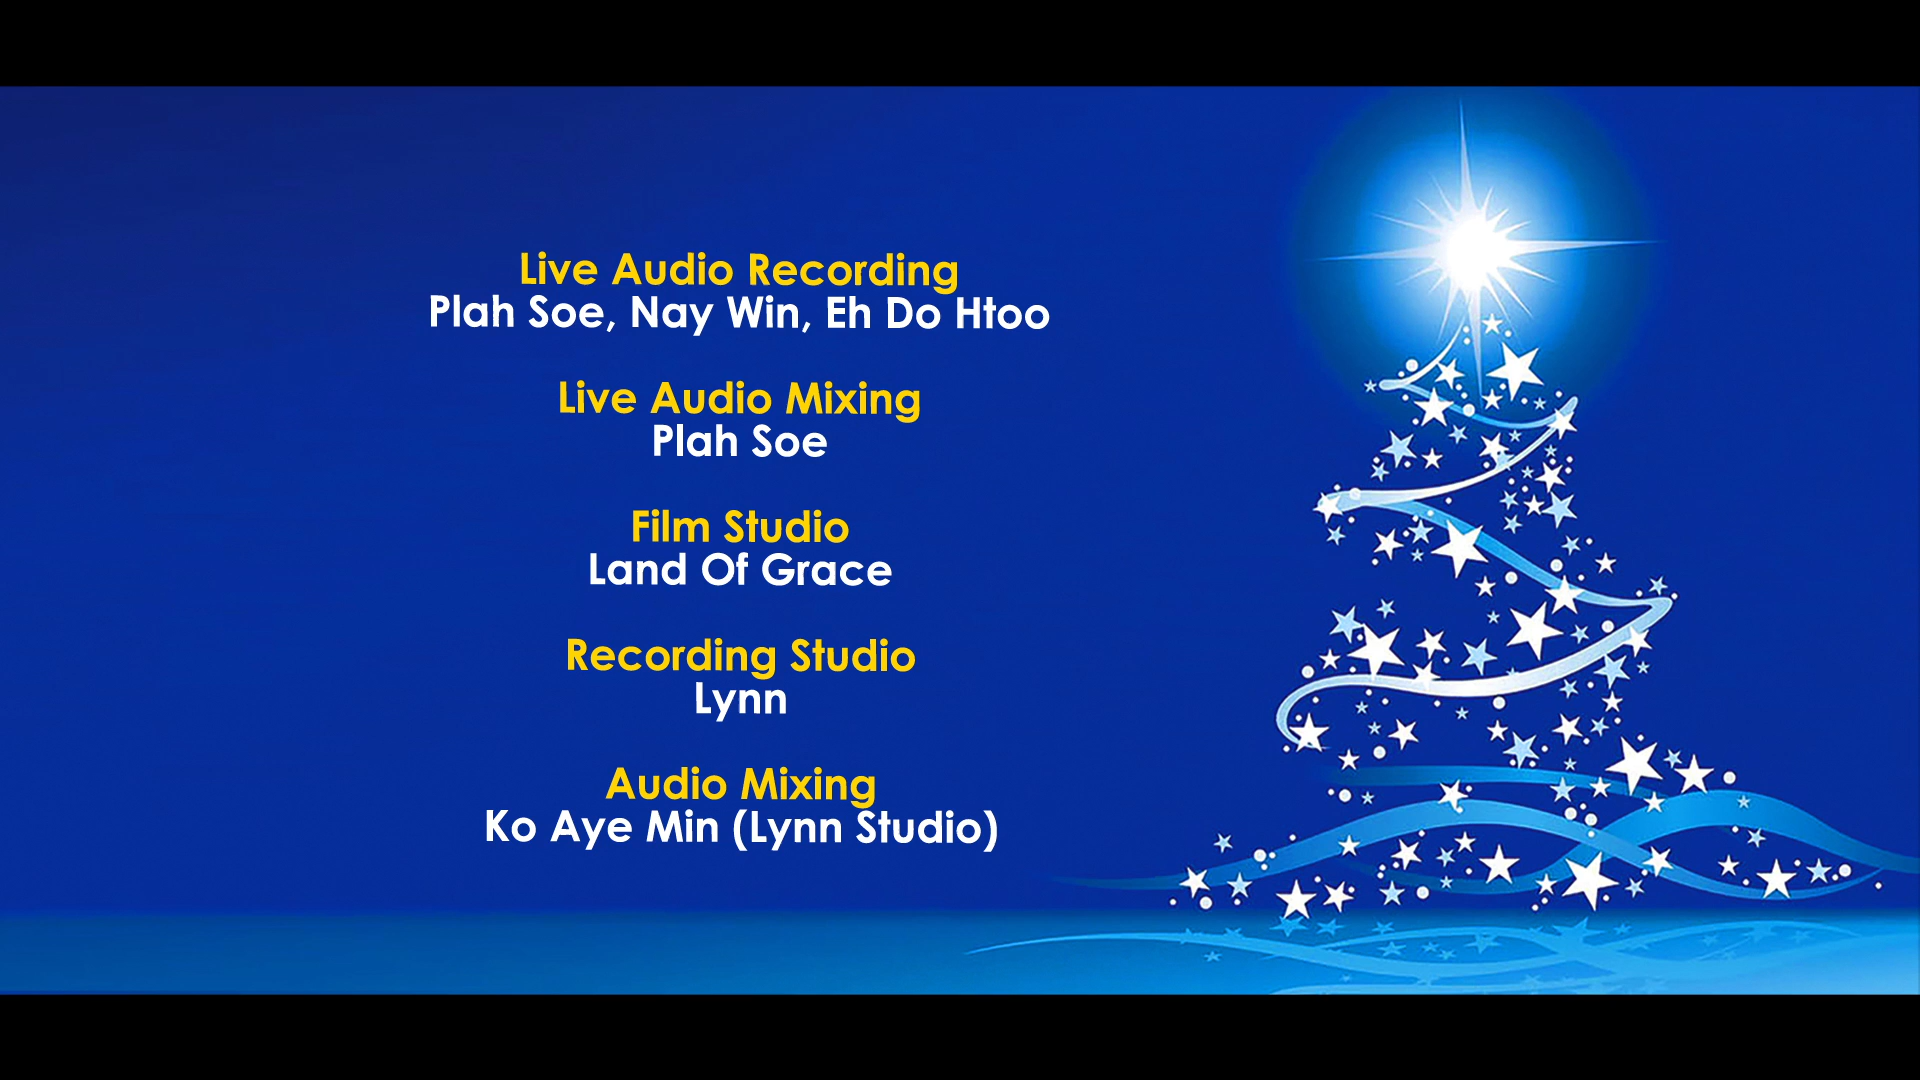 Live Audio Recording
Plah Soe, Nay Win, Eh Do Htoo
Live Audio Mixing
Plah Soe
Film Studio
Land Of Grace
Recording Studio
Lynn
Audio Mixing
Ko Aye Min (Lynn Studio)